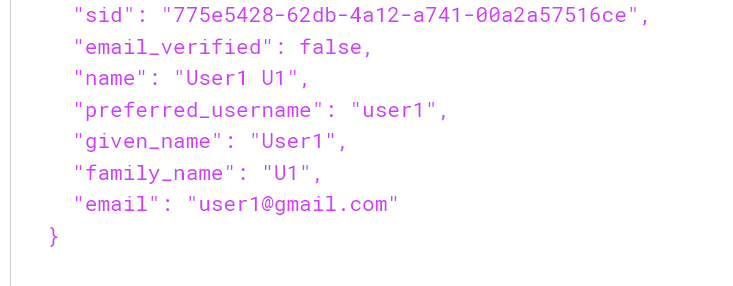 "sid": "775e5428-62db-4a12-a741-00a2a57516ce",
"email_verified": false,
"name": "User1 U1",
"preferred_username": "user1",
"given_name": "User1",
"family_name": "U1",
"email": "user1@gmail.com"
}